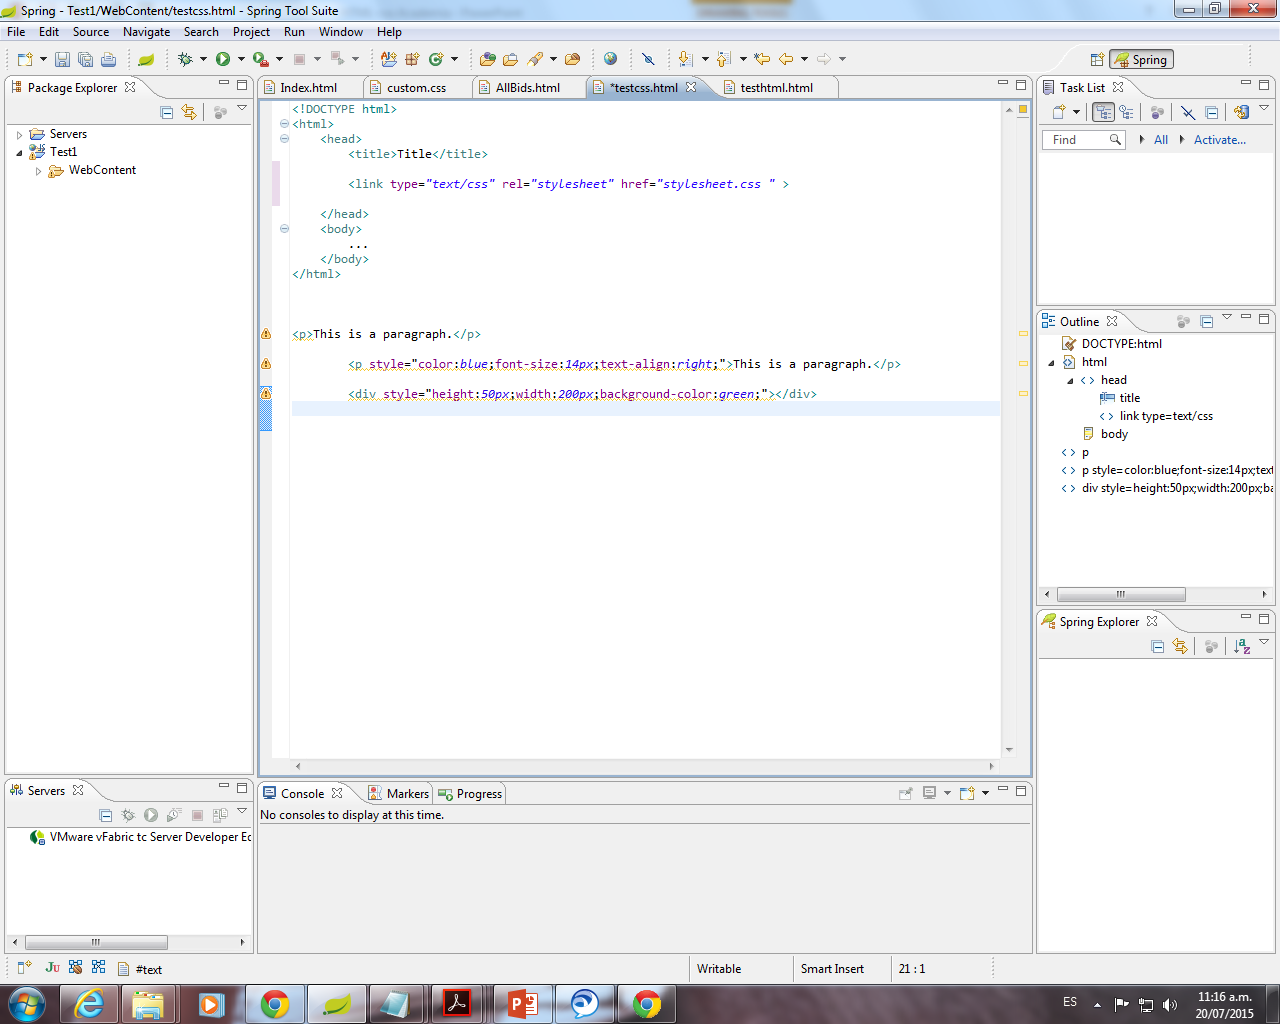 Spring - Test1/WebContent/testcss.html - Spring Tool Suite
File Edit Source Navigate Search Project Run Window Help
Spring
Package Explorer
Servers
Test1
WebContent
Index.html custom.css AllBids.html *testcss.html testhtml.html
<!DOCTYPE html>
<html>
<head>
<title>Title</title>
<link type="text/css" rel="stylesheet" href="stylesheet.css " >
</head>
<body>
...
</body>
</html>
<p>This is a paragraph.</p>
<p style="color:blue;font-size:14px;text-align:right;">This is a paragraph.</p>
<div style="height:50px;width:200px;background-color:green;"></div>
Task List
Find All Activate...
Outline
DOCTYPE:html
html
head
title
link type=text/css
body
p
p style=color:blue;font-size:14px;text
div style=height:50px;width:200px;ba
Spring Explorer
Servers
VMware vFabric tc Server Developer Ec
Console Markers Progress
No consoles to display at this time.
#text
Writable Smart Insert 21 : 1
ES
11:16 a.m.
20/07/2015